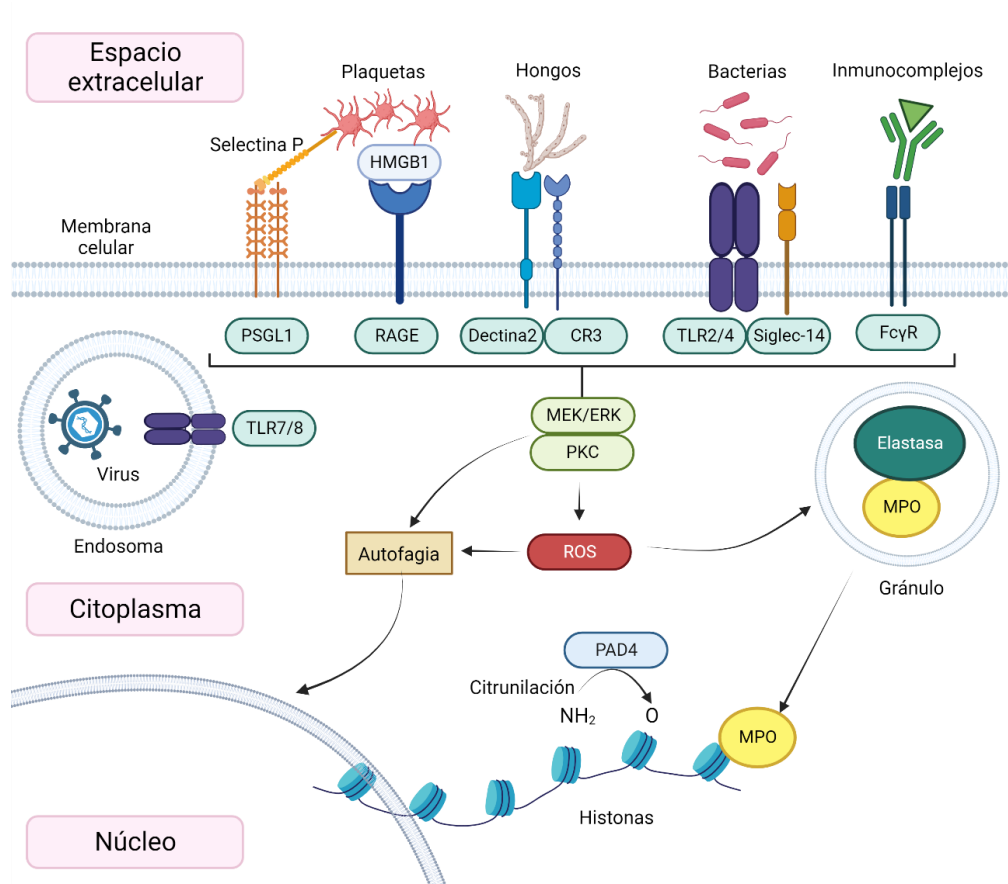 Espacio
extracelular
Plaquetas
Hongos
Bacterias
Inmunocomplejos
Selectina P
HMGB1
Membrana
celular
PSGL1
RAGE
Dectina2
CR3
TLR2/4
Siglec-14
FcγR
MEK/ERK
PKC
TLR7/8
Virus
Endosoma
Elastasa
MPO
Autofagia
ROS
Gránulo
Citoplasma
PAD4
Citrunilación
NH₂
O
MPO
Histonas
Núcleo